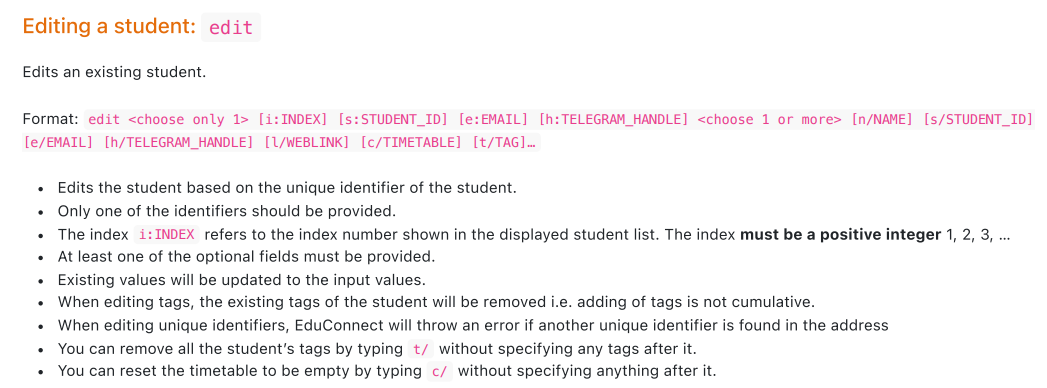 Editing a student: edit
Edits an existing student.
Format: edit <choose only 1> [i:INDEX] [s:STUDENT_ID] [e:EMAIL] [h:TELEGRAM_HANDLE] <choose 1 or more> [n/NAME] [s/STUDENT_ID]
[e/EMAIL] [h/TELEGRAM_HANDLE] [l/WEBLINK] [c/TIMETABLE] [t/TAG]…
• Edits the student based on the unique identifier of the student.
• Only one of the identifiers should be provided.
• The index i:INDEX refers to the index number shown in the displayed student list. The index must be a positive integer 1, 2, 3, …
• At least one of the optional fields must be provided.
• Existing values will be updated to the input values.
• When editing tags, the existing tags of the student will be removed i.e. adding of tags is not cumulative.
• When editing unique identifiers, EduConnect will throw an error if another unique identifier is found in the address
• You can remove all the student’s tags by typing t/ without specifying any tags after it.
• You can reset the timetable to be empty by typing c/ without specifying anything after it.